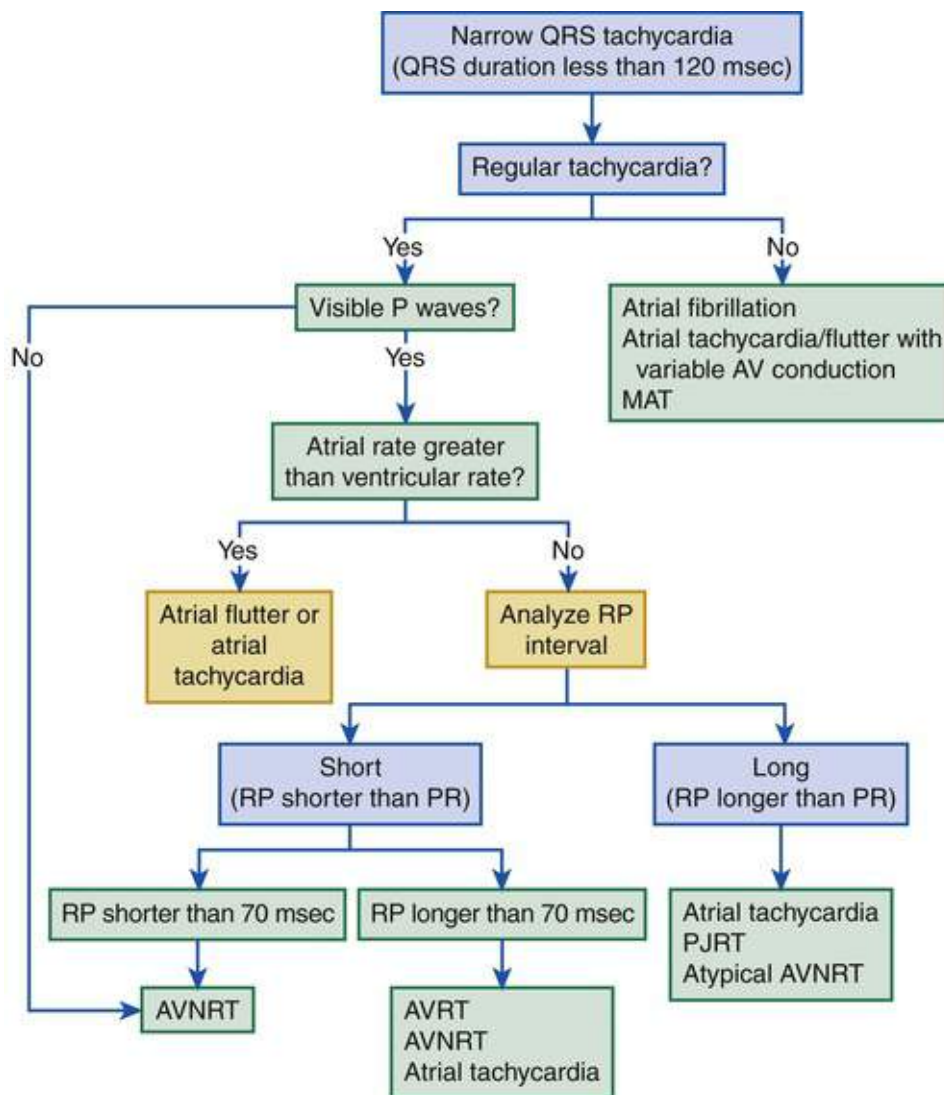 Narrow QRS tachycardia
(QRS duration less than 120 msec)
Regular tachycardia?
Yes
No
Visible P waves?
Atrial fibrillation
Atrial tachycardia/flutter with
variable AV conduction
MAT
No
Yes
Atrial rate greater
than ventricular rate?
Yes
No
Atrial flutter or
atrial
tachycardia
Analyze RP
interval
Short
(RP shorter than PR)
Long
(RP longer than PR)
RP shorter than 70 msec
RP longer than 70 msec
Atrial tachycardia
PJRT
Atypical AVNRT
AVNRT
AVRT
AVNRT
Atrial tachycardia